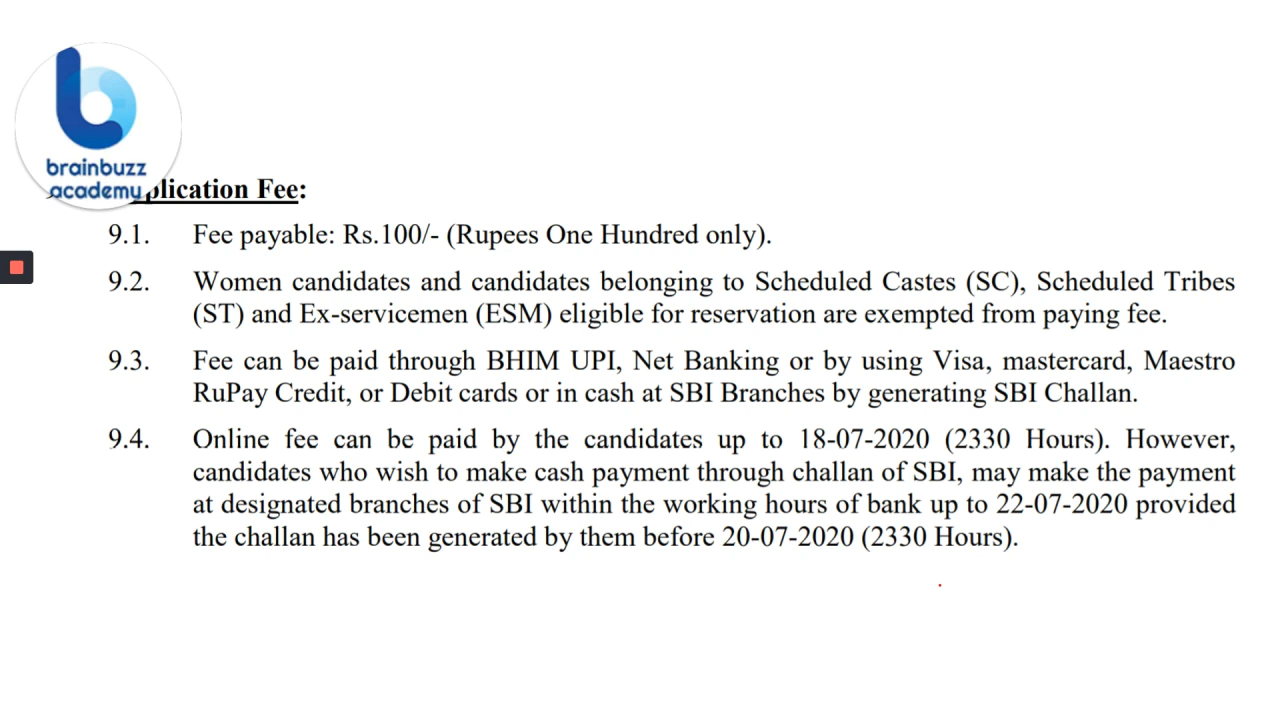 brainbuzz
academy
plication Fee:
9.1. Fee payable: Rs.100/- (Rupees One Hundred only).
9.2. Women candidates and candidates belonging to Scheduled Castes (SC), Scheduled Tribes
(ST) and Ex-servicemen (ESM) eligible for reservation are exempted from paying fee.
9.3. Fee can be paid through BHIM UPI, Net Banking or by using Visa, mastercard, Maestro
RuPay Credit, or Debit cards or in cash at SBI Branches by generating SBI Challan.
9.4. Online fee can be paid by the candidates up to 18-07-2020 (2330 Hours). However,
candidates who wish to make cash payment through challan of SBI, may make the payment
at designated branches of SBI within the working hours of bank up to 22-07-2020 provided
the challan has been generated by them before 20-07-2020 (2330 Hours).